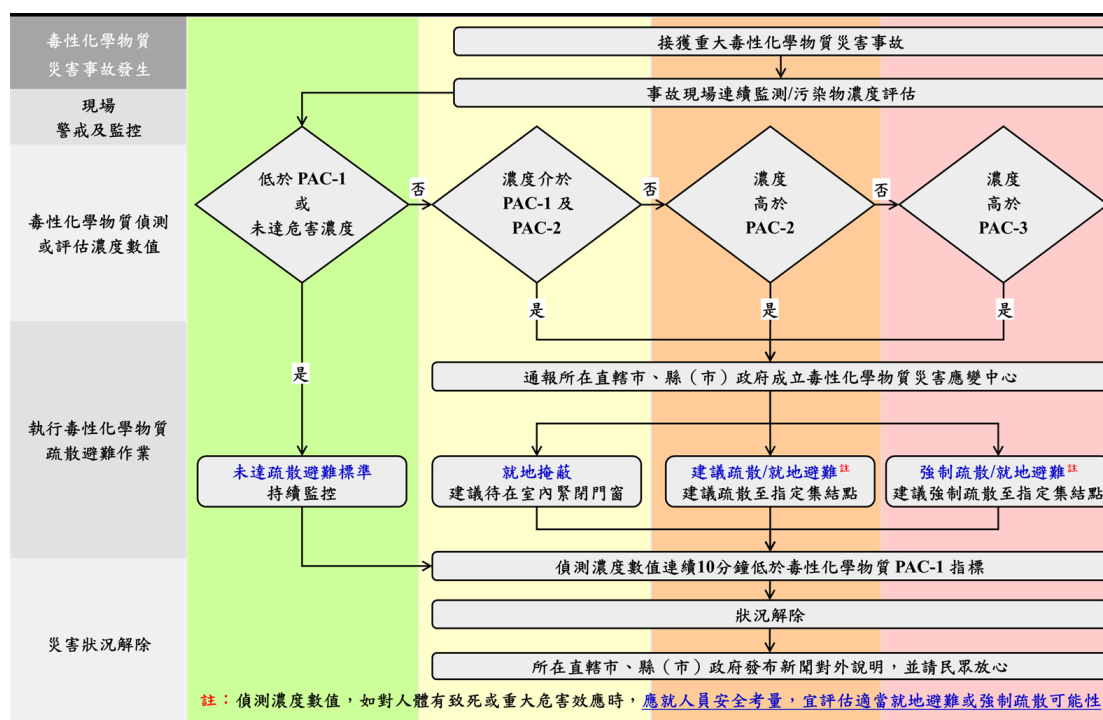 毒性化學物質
災害事故發生
接獲重大毒性化學物質災害事故
現場
警戒及監控
事故現場連續監測/污染物濃度評估
毒性化學物質偵測
或評估濃度數值
低於 PAC-1
或
未達危害濃度
否
濃度介於
PAC-1 及
PAC-2
否
濃度
高於
PAC-2
否
濃度
高於
PAC-3
是
是
是
是
執行毒性化學物質
疏散避難作業
通報所在直轄市、縣（市）政府成立毒性化學物質災害應變中心
未達疏散避難標準
持續監控
就地掩蔽
建議待在室內緊閉門窗
建議疏散/就地避難註
建議疏散至指定集結點
強制疏散/就地避難註
建議強制疏散至指定集結點
災害狀況解除
偵測濃度數值連續10分鐘低於毒性化學物質 PAC-1 指標
狀況解除
所在直轄市、縣（市）政府發布新聞對外說明，並請民眾放心
註：偵測濃度數值，如對人體有致死或重大危害效應時，應就人員安全考量，宜評估適當就地避難或強制疏散可能性